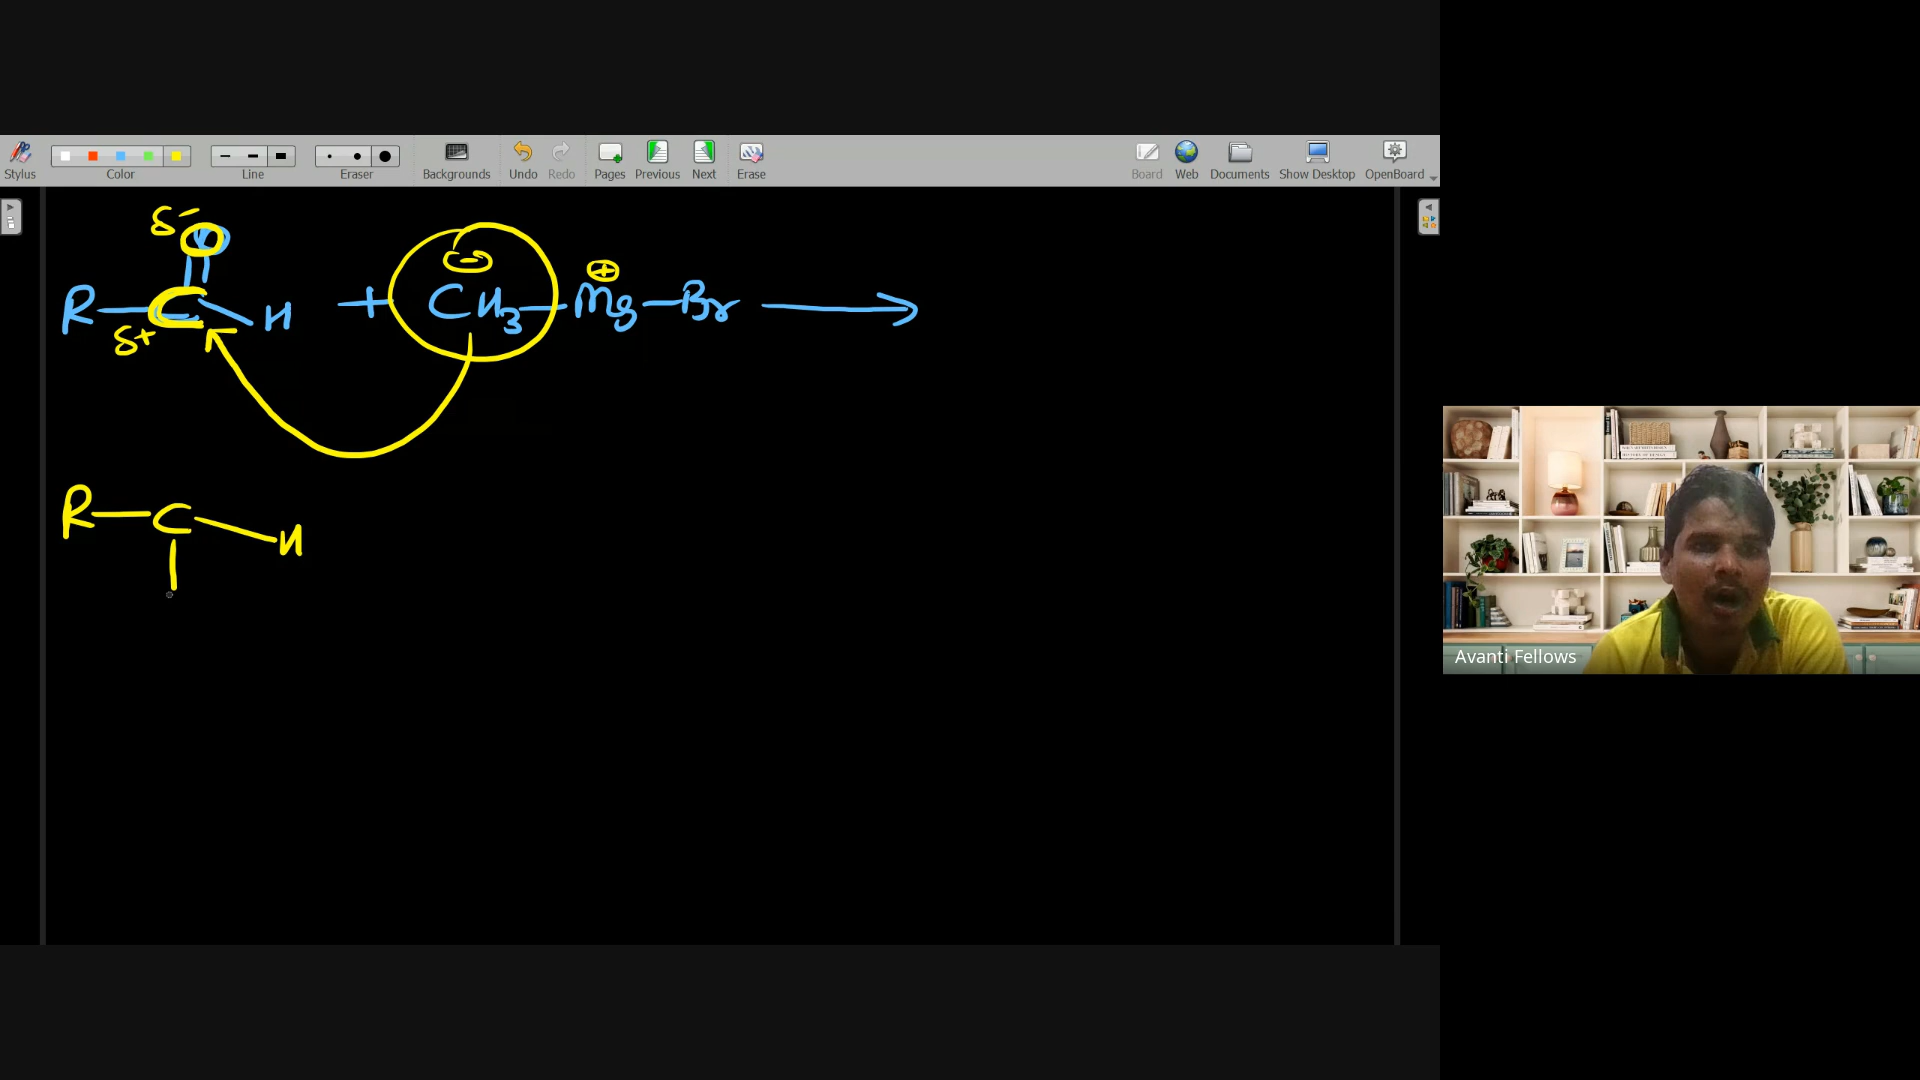 Stylus Color Line Eraser Backgrounds Undo Redo Pages Previous Next Erase Board Web Documents Show Desktop OpenBoard
δ-
O ⊖ ⊕
R—C—H + CH3—Mg—Br ⟶
δ+
R—C—H
Avanti Fellows